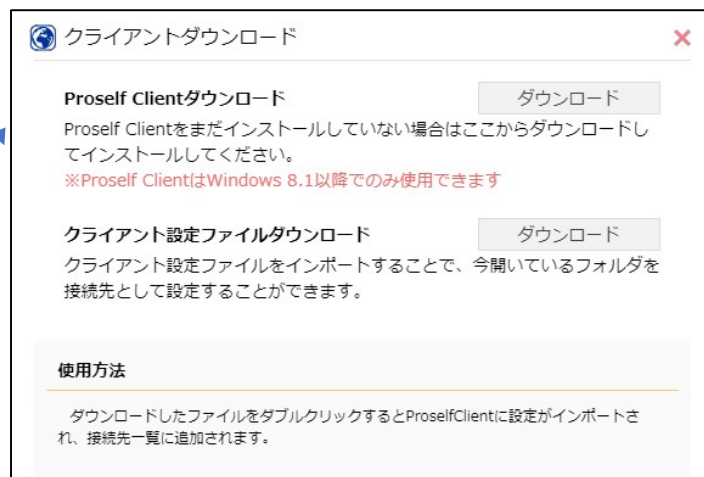 クライアントダウンロード
Proself Clientダウンロード
ダウンロード
Proself Clientをまだインストールしていない場合はここからダウンロードし
てインストールしてください。
※Proself ClientはWindows 8.1以降でのみ使用できます
クライアント設定ファイルダウンロード
ダウンロード
クライアント設定ファイルをインポートすることで、今開いているフォルダを
接続先として設定することができます。
使用方法
ダウンロードしたファイルをダブルクリックするとProselfClientに設定がインポートさ
れ、接続先一覧に追加されます。